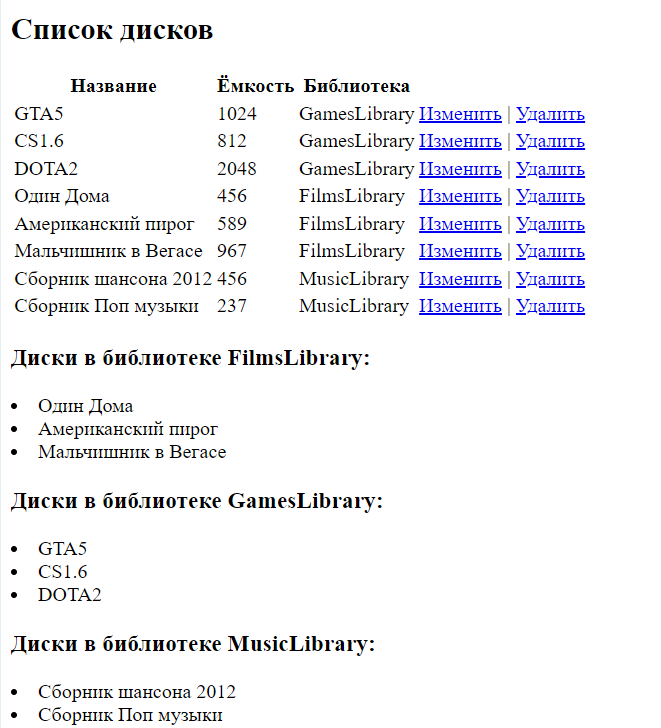 Список дисков
Название Ёмкость Библиотека
GTA5 1024 GamesLibrary Изменить | Удалить
CS1.6 812 GamesLibrary Изменить | Удалить
DOTA2 2048 GamesLibrary Изменить | Удалить
Один Дома 456 FilmsLibrary Изменить | Удалить
Американский пирог 589 FilmsLibrary Изменить | Удалить
Мальчишник в Вегасе 967 FilmsLibrary Изменить | Удалить
Сборник шансона 2012 456 MusicLibrary Изменить | Удалить
Сборник Поп музыки 237 MusicLibrary Изменить | Удалить
Диски в библиотеке FilmsLibrary:
• Один Дома
• Американский пирог
• Мальчишник в Вегасе
Диски в библиотеке GamesLibrary:
• GTA5
• CS1.6
• DOTA2
Диски в библиотеке MusicLibrary:
• Сборник шансона 2012
• Сборник Поп музыки